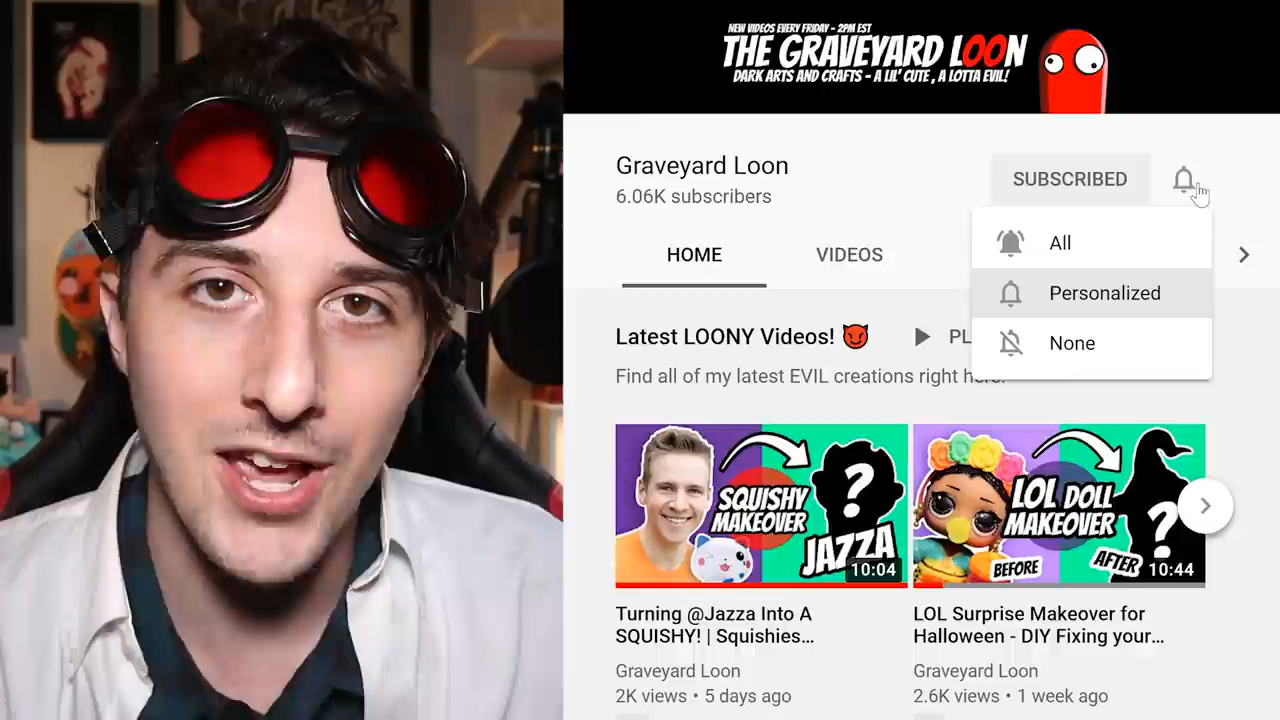 NEW VIDEOS EVERY FRIDAY - 2PM EST
THE GRAVEYARD LOON
DARK ARTS AND CRAFTS - A LIL' CUTE, A LOTTA EVIL!
Graveyard Loon
6.06K subscribers
SUBSCRIBED
All
Personalized
None
HOME
VIDEOS
Latest LOONY Videos! 😈
PL
Find all of my latest EVIL creations right here.
SQUISHY
MAKEOVER
?
JAZZA
10:04
LOL DOLL
MAKEOVER
?
BEFORE
AFTER
10:44
Turning @Jazza Into A
SQUISHY! | Squishies...
Graveyard Loon
2K views • 5 days ago
LOL Surprise Makeover for
Halloween - DIY Fixing your...
Graveyard Loon
2.6K views • 1 week ago